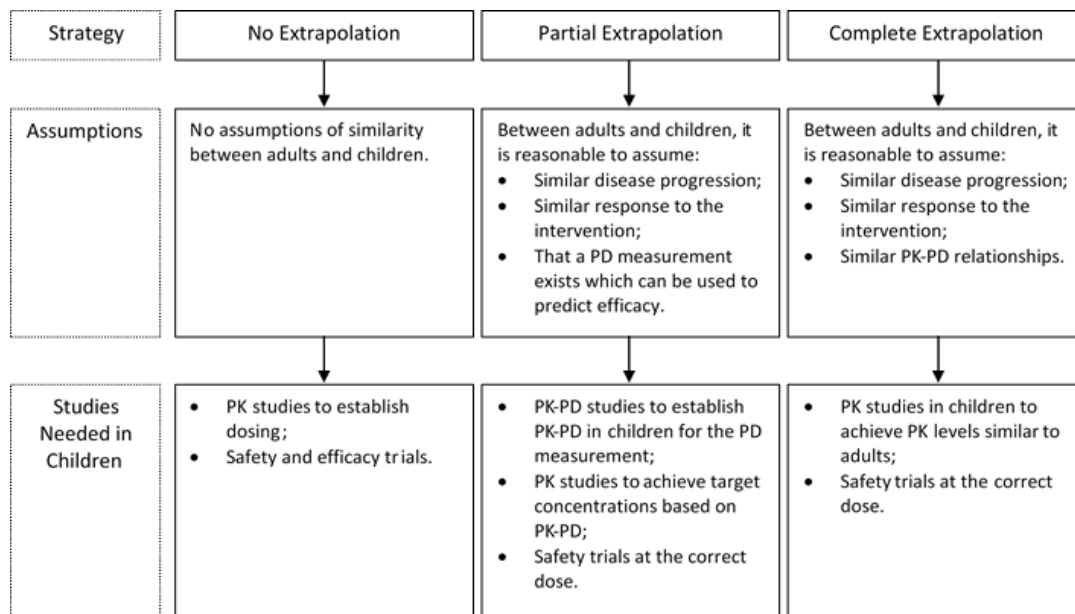 Strategy
No Extrapolation
Partial Extrapolation
Complete Extrapolation
Assumptions
No assumptions of similarity
between adults and children.
Between adults and children, it
is reasonable to assume:
• Similar disease progression;
• Similar response to the
intervention;
• That a PD measurement
exists which can be used to
predict efficacy.
Between adults and children, it
is reasonable to assume:
• Similar disease progression;
• Similar response to the
intervention;
• Similar PK-PD relationships.
Studies
Needed in
Children
• PK studies to establish
dosing;
• Safety and efficacy trials.
• PK-PD studies to establish
PK-PD in children for the PD
measurement;
• PK studies to achieve target
concentrations based on
PK-PD;
• Safety trials at the correct
dose.
• PK studies in children to
achieve PK levels similar to
adults;
• Safety trials at the correct
dose.